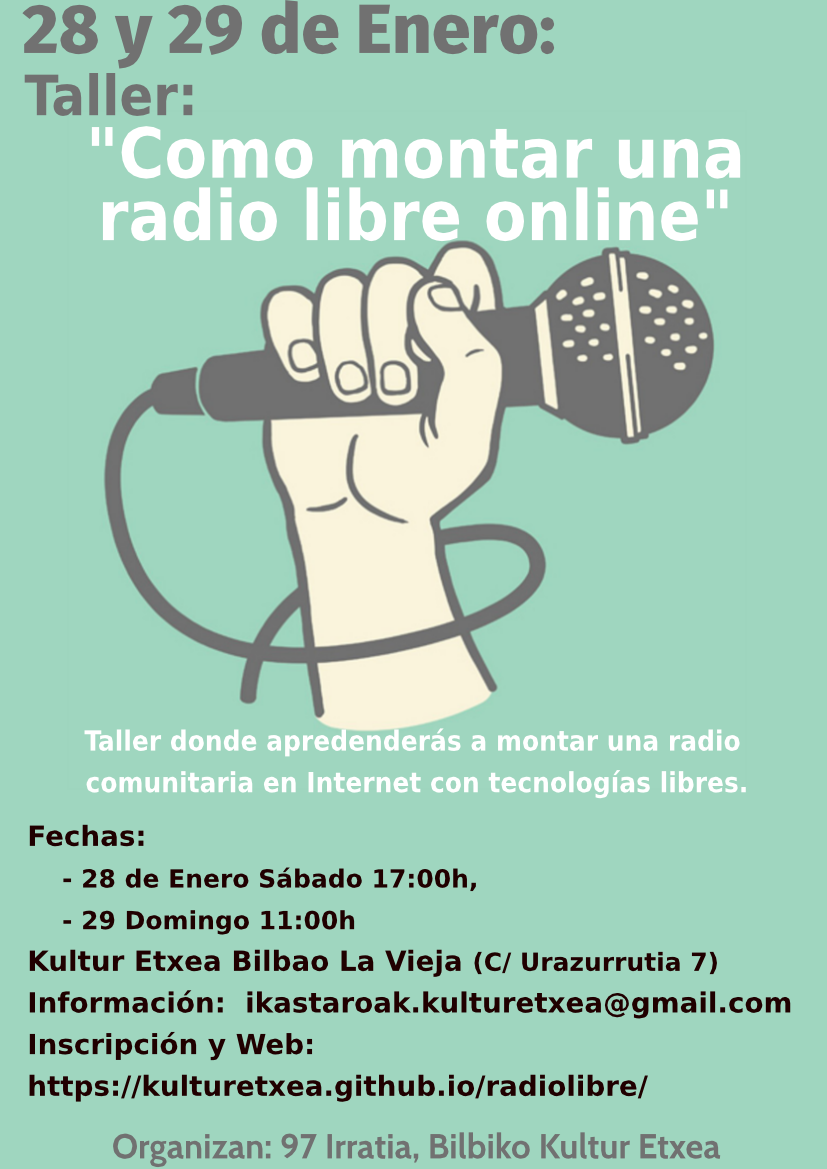 28 y 29 de Enero:
Taller:
"Como montar una
radio libre online"
Taller donde apredenderás a montar una radio
comunitaria en Internet con tecnologías libres.
Fechas:
- 28 de Enero Sábado 17:00h,
- 29 Domingo 11:00h
Kultur Etxea Bilbao La Vieja (C/ Urazurrutia 7)
Información: ikastaroak.kulturetxea@gmail.com
Inscripción y Web:
https://kulturetxea.github.io/radiolibre/
Organizan: 97 Irratia, Bilbiko Kultur Etxea